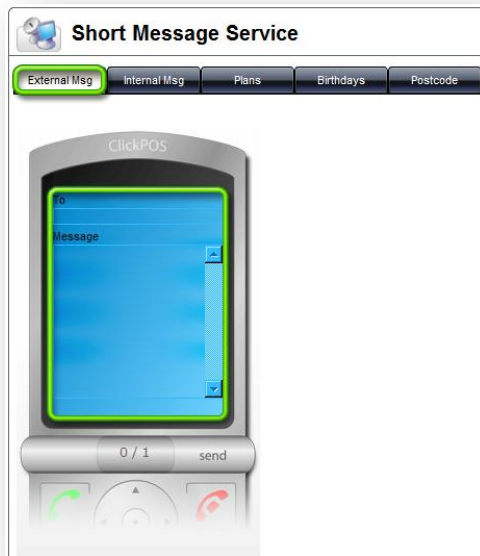 Short Message Service
External Msg Internal Msg Plans Birthdays Postcode
ClickPOS
To
Message
0 / 1 send